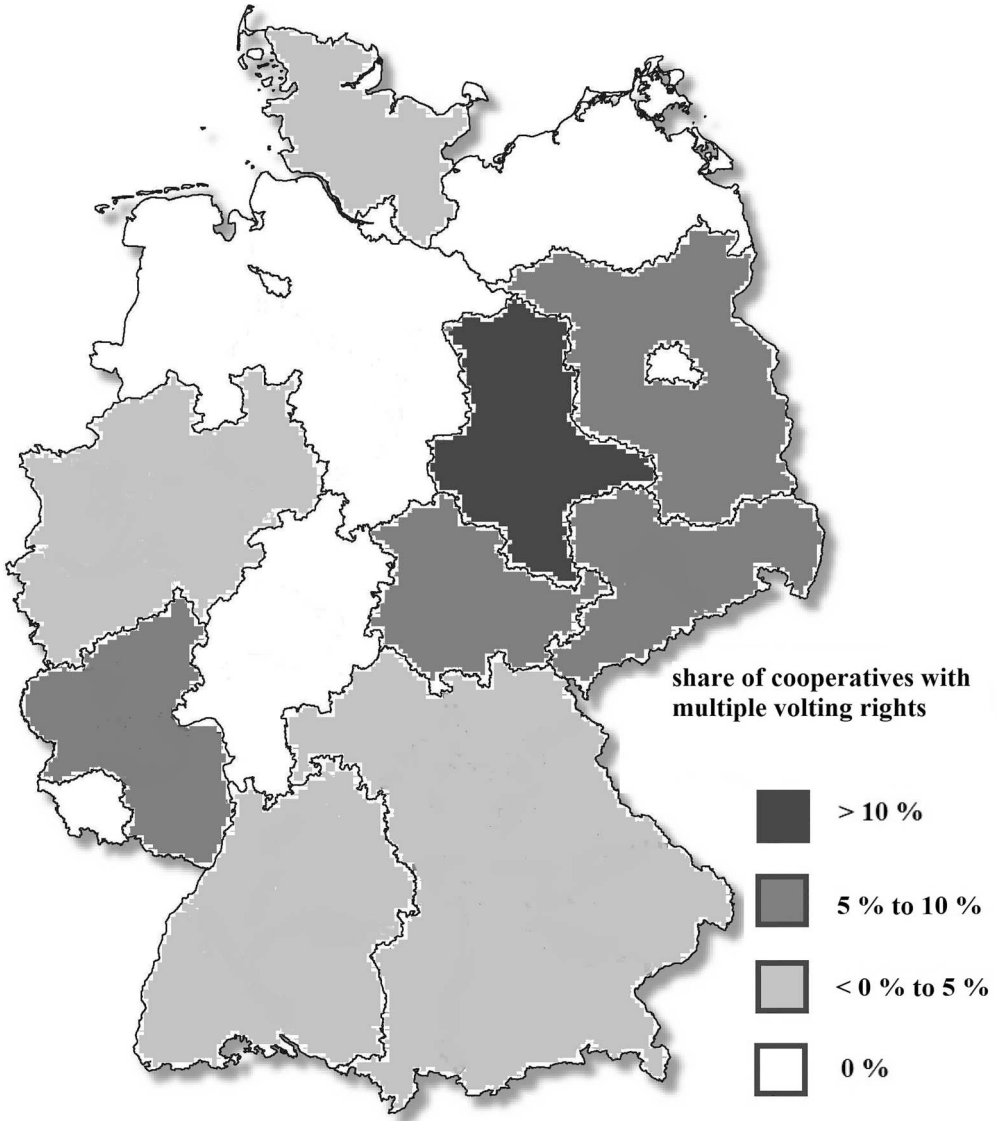 share of cooperatives with
multiple volting rights
> 10 %
5 % to 10 %
< 0 % to 5 %
0 %